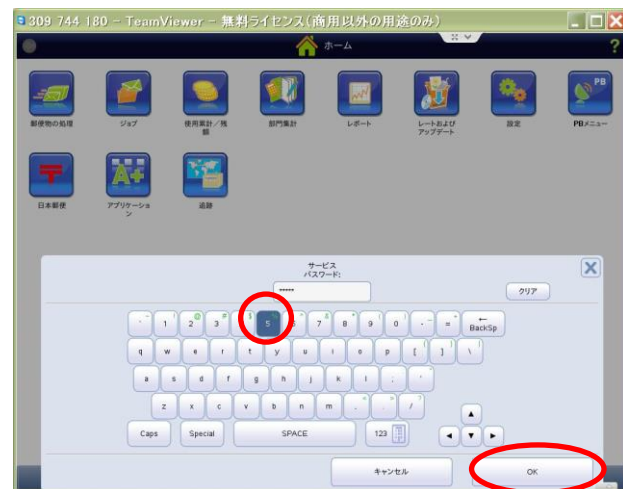 309 744 180 - TeamViewer - 無料ライセンス(商用以外の用途のみ)
ホーム
?
郵便物の処理
ジョブ
使用累計/残
額
部門集計
レポート
レートおよび
アップデート
設定
PB
PBメニュー
日本郵便
A+
アプリケーショ
ン
追跡
サービス
パスワード:
-----
クリア
1 2 @ 3 # $ 5 % 7 & 8 * 9 ( 0 ) - _ = + ← BackSp
q w e r t y u i o p [ { ] } \ |
a s d f g h j k l ; : ' "
z x c v b n m , . / ?
Caps Special SPACE 123
キャンセル
OK